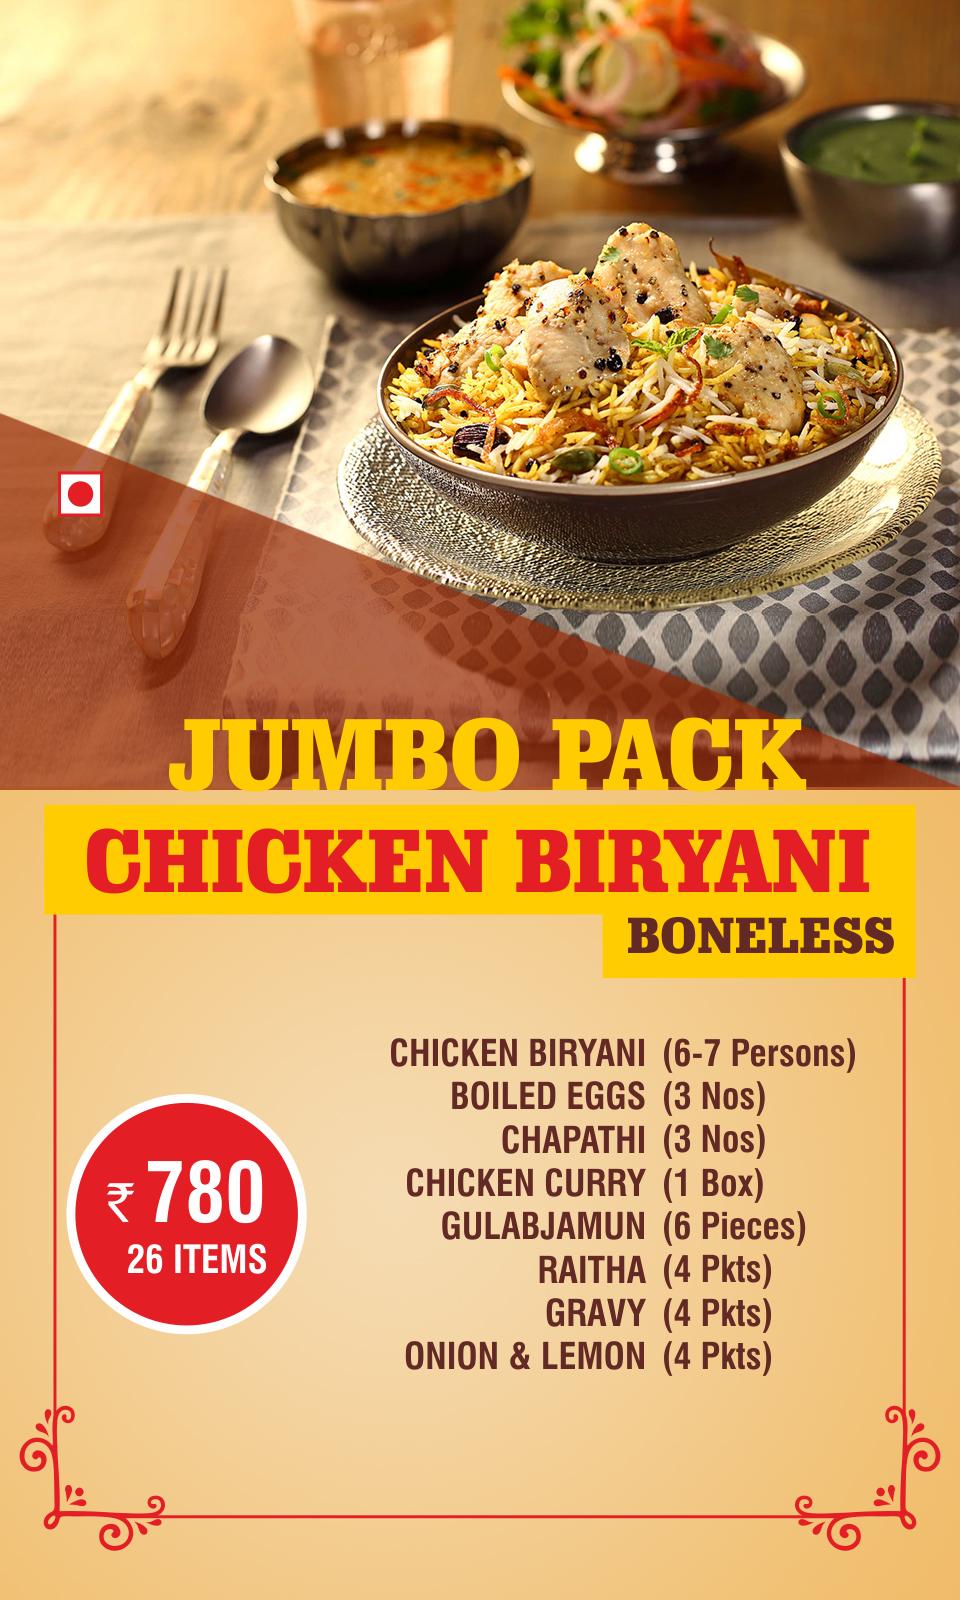 JUMBO PACK
CHICKEN BIRYANI
BONELESS
CHICKEN BIRYANI (6-7 Persons)
BOILED EGGS (3 Nos)
CHAPATHI (3 Nos)
CHICKEN CURRY (1 Box)
GULABJAMUN (6 Pieces)
RAITHA (4 Pkts)
GRAVY (4 Pkts)
ONION & LEMON (4 Pkts)
₹ 780
26 ITEMS